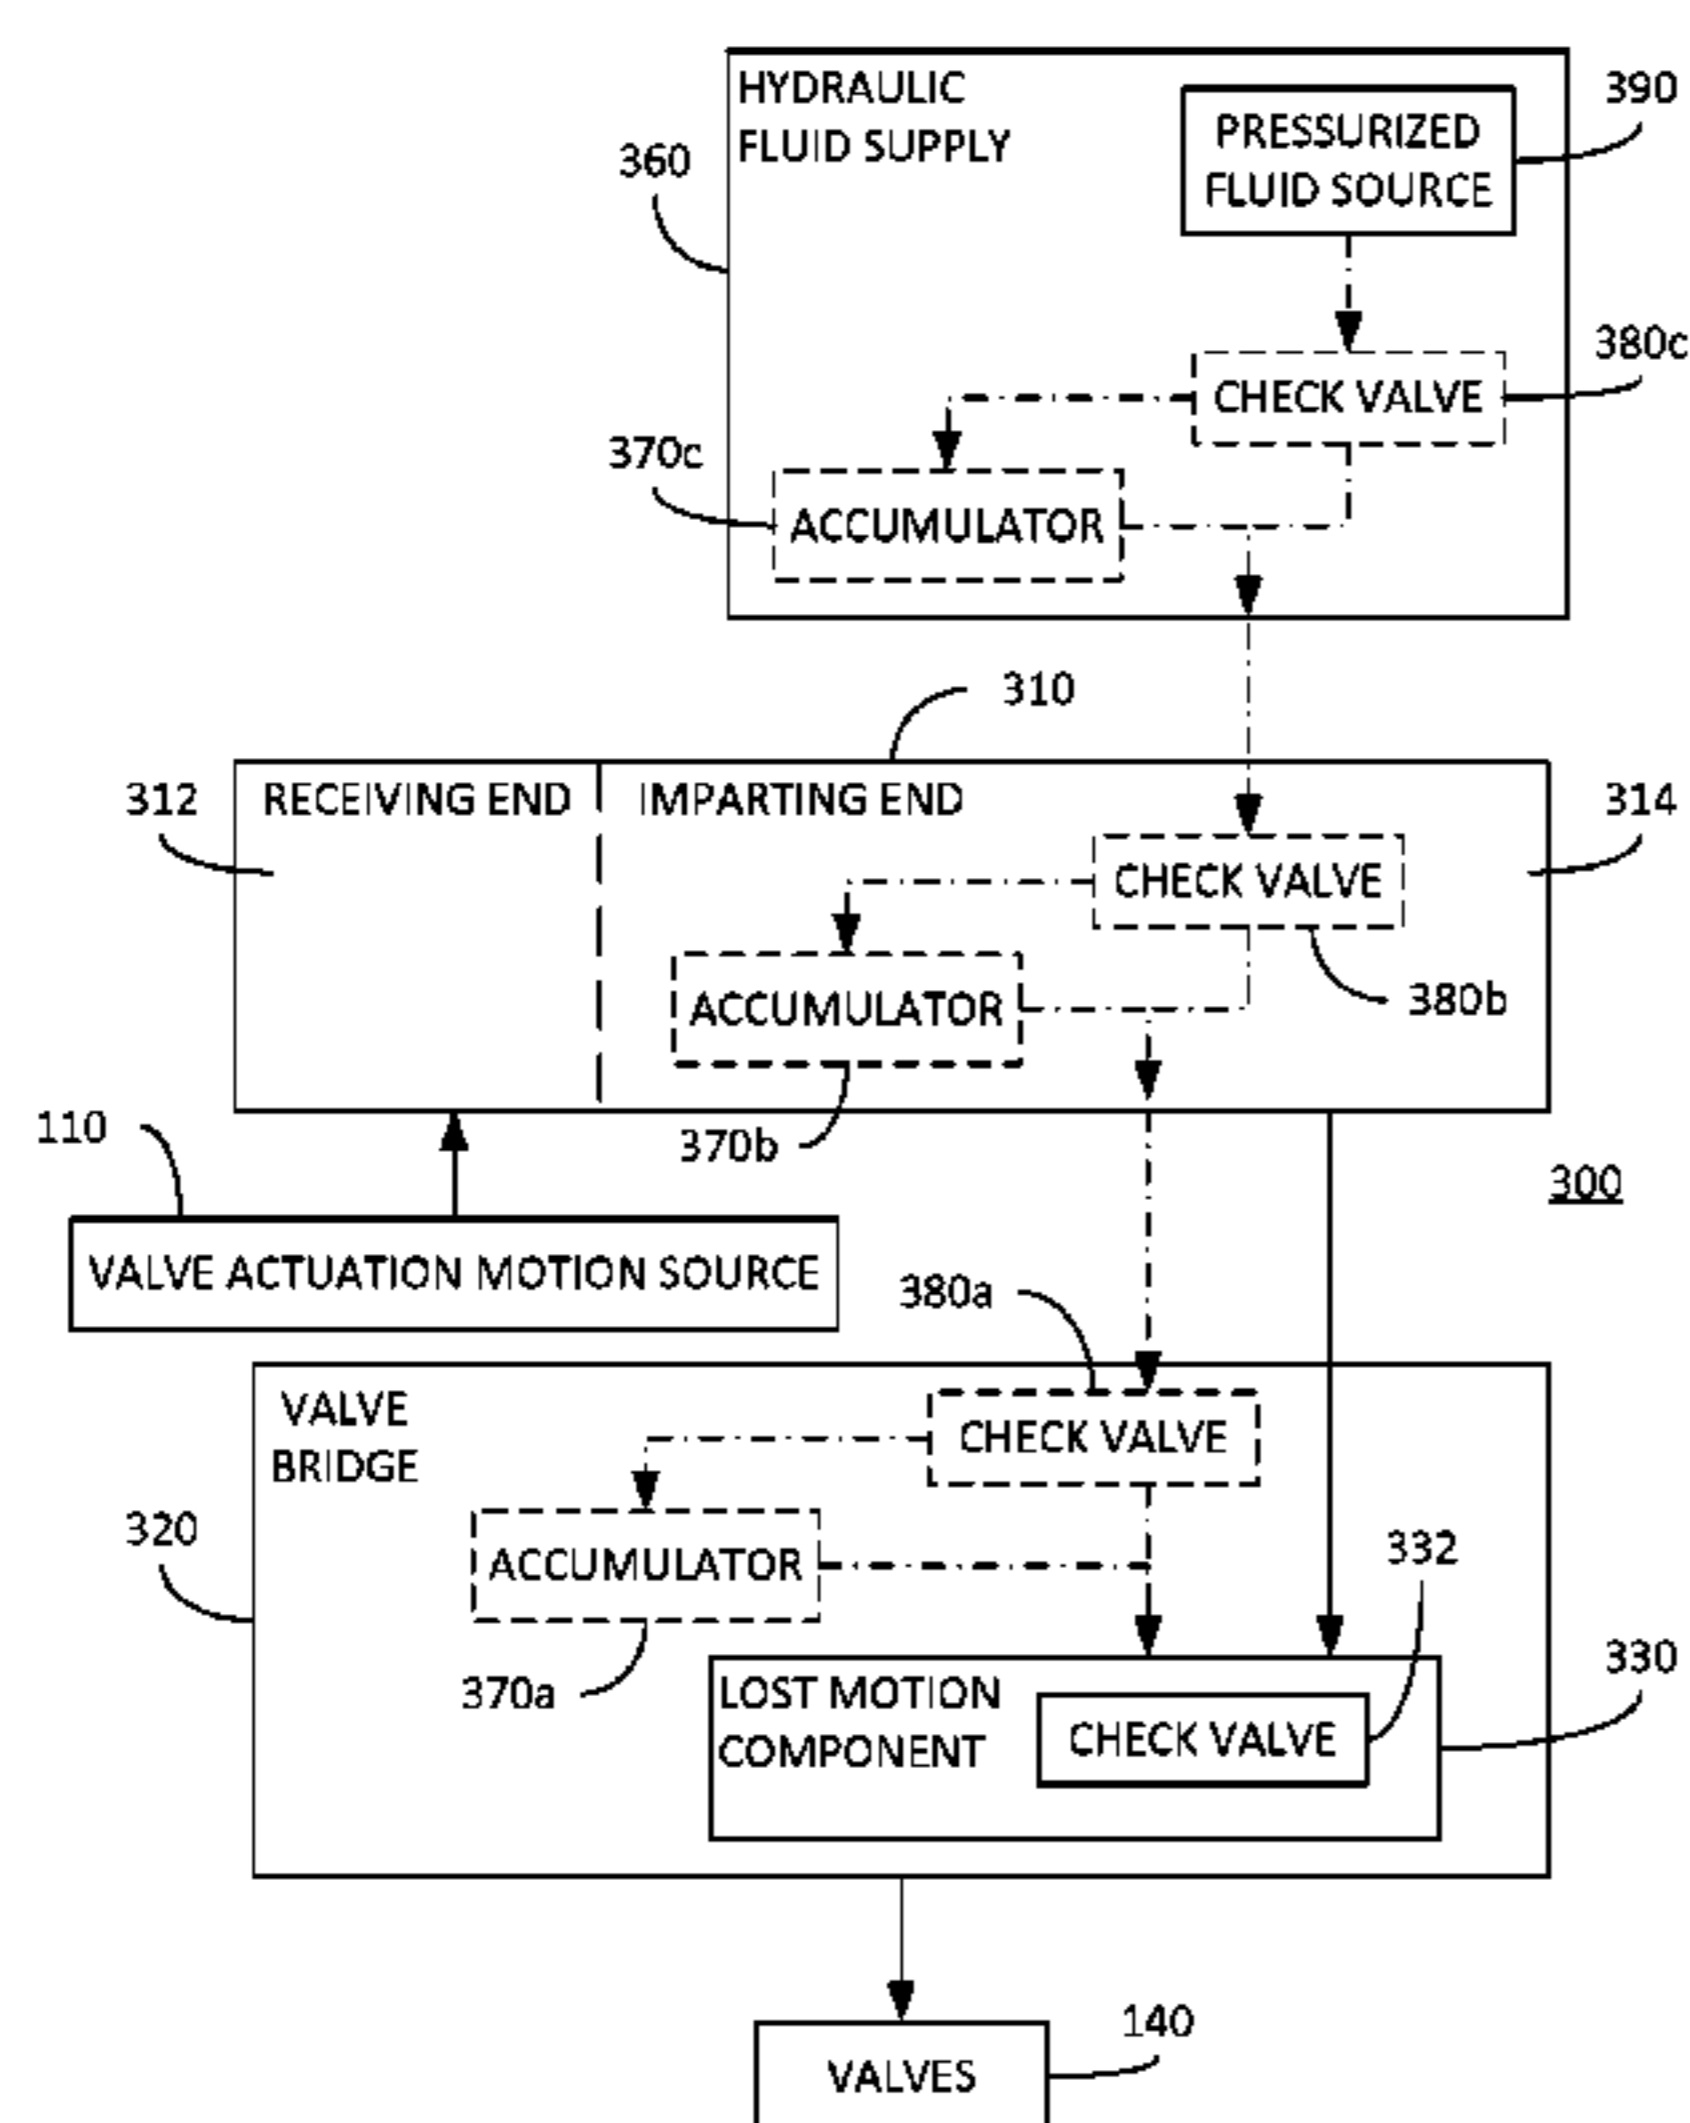 HYDRAULIC
FLUID SUPPLY
PRESSURIZED
FLUID SOURCE
390
360
380c
CHECK VALVE
370c
ACCUMULATOR
310
312
RECEIVING END
IMPARTING END
314
CHECK VALVE
380b
ACCUMULATOR
370b
110
300
VALVE ACTUATION MOTION SOURCE
380a
VALVE
BRIDGE
CHECK VALVE
320
ACCUMULATOR
332
370a
LOST MOTION
COMPONENT
CHECK VALVE
330
140
VALVES